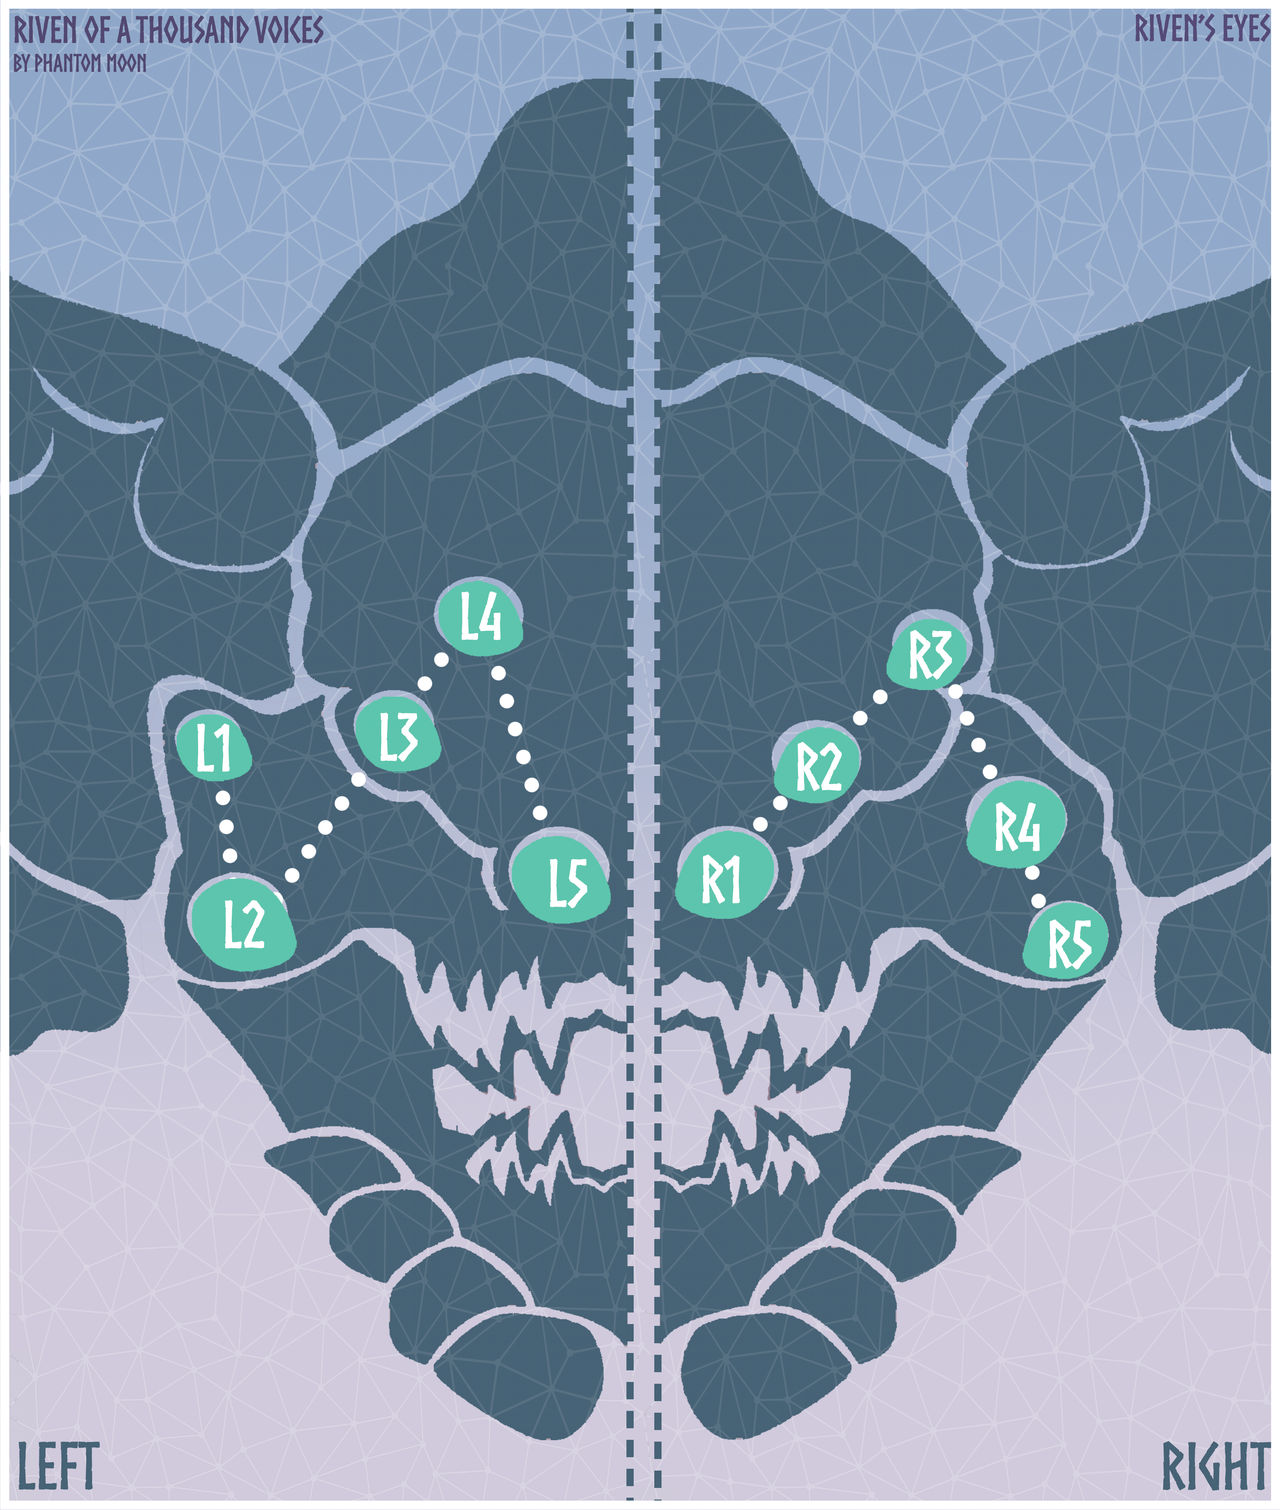 RIVEN OF A THOUSAND VOICES
BY PHANTOM MOON
RIVEN'S EYES
L4
R3
L1
L3
R2
R4
L5
R1
L2
R5
LEFT
RIGHT